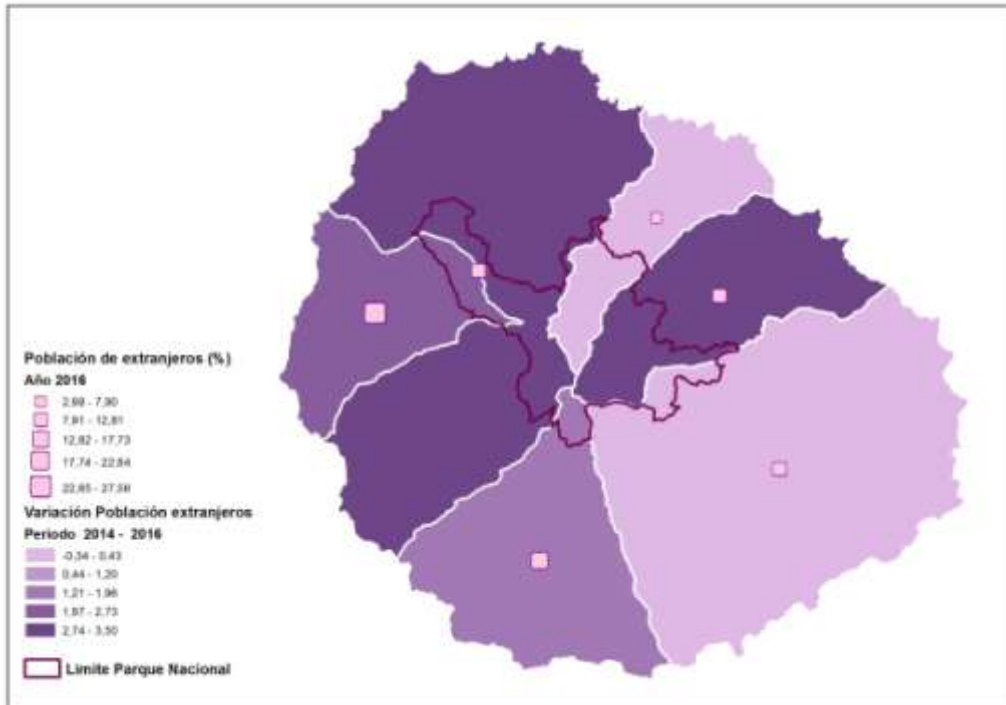 Población de extranjeros (%)
Año 2016
2,98 - 7,90
7,91 - 12,81
12,82 - 17,73
17,74 - 22,64
22,65 - 27,56
Variación Población extranjeros
Periodo 2014 - 2016
-0,34 - 0,43
0,44 - 1,20
1,21 - 1,96
1,97 - 2,73
2,74 - 3,50
Limite Parque Nacional